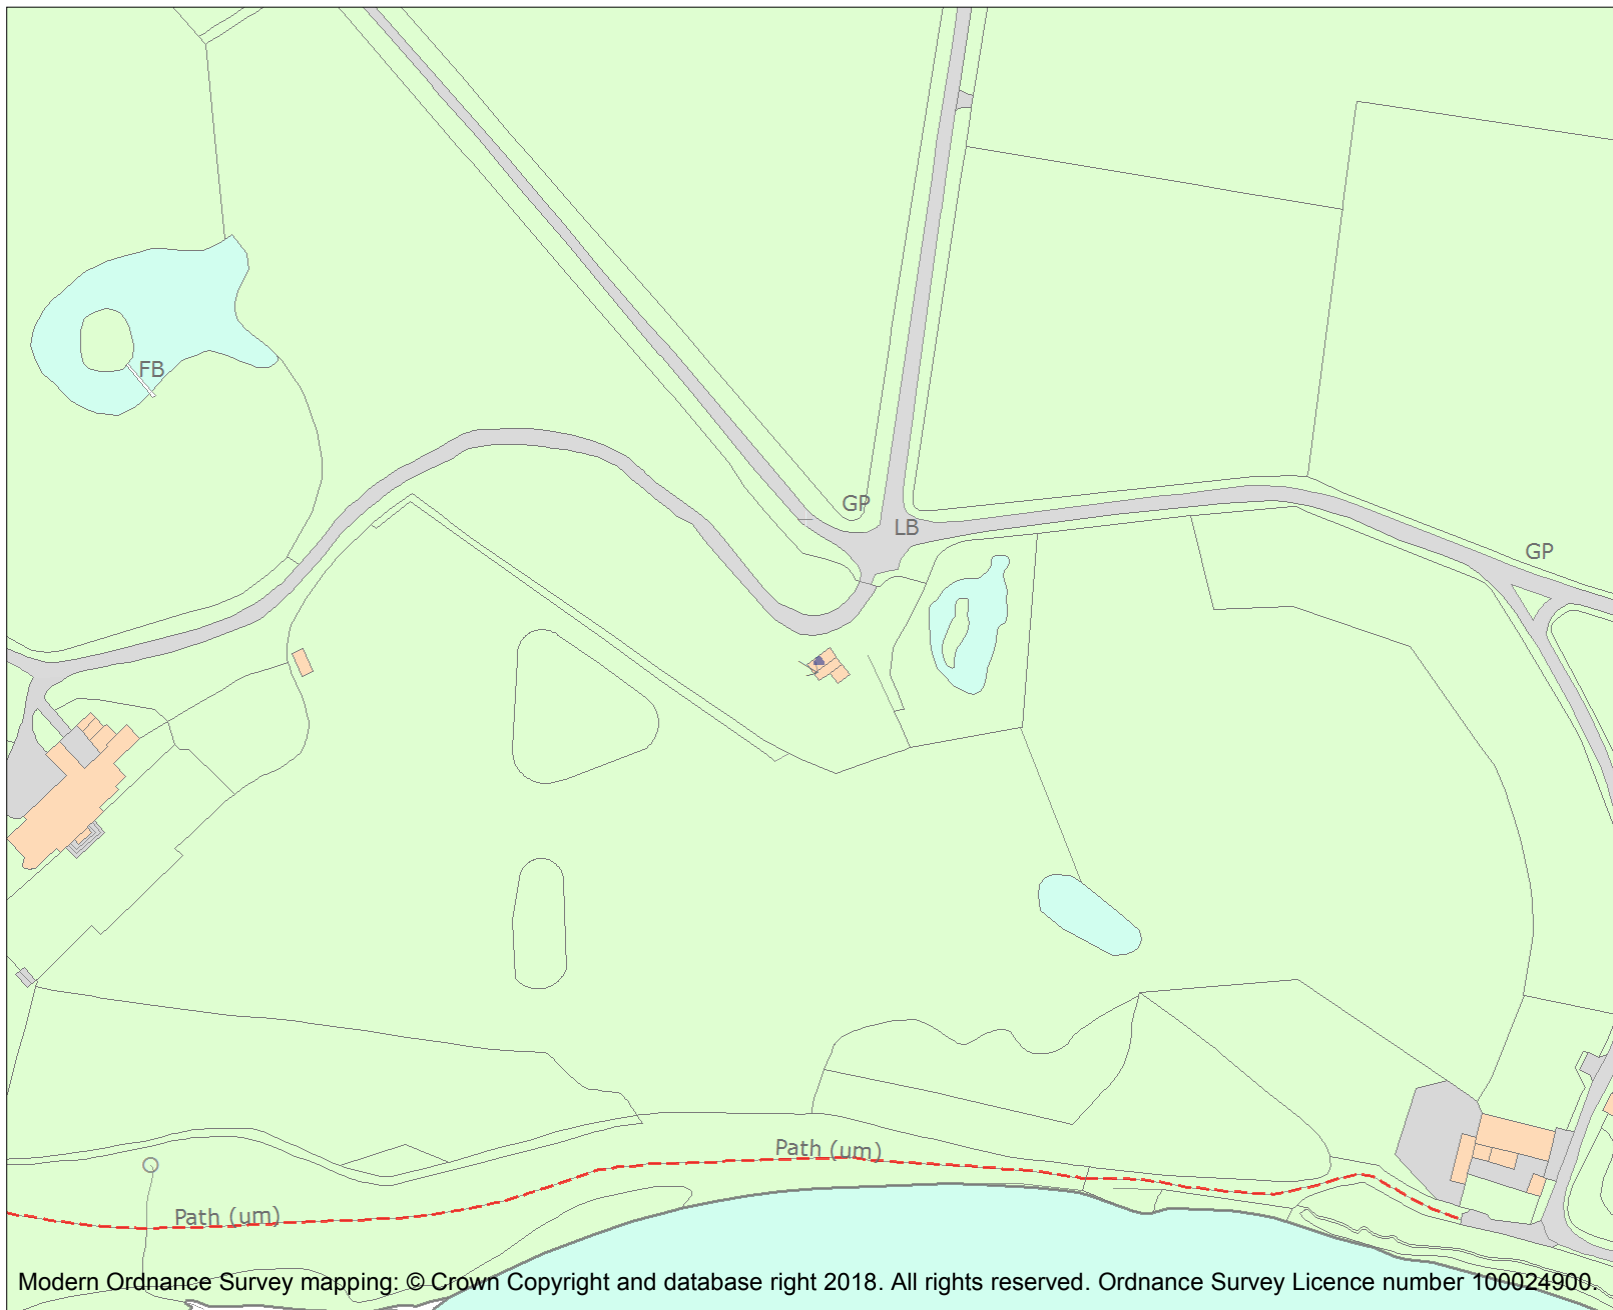 FB
GP
LB
GP
Path (um)
Path (um)
Modern Ordnance Survey mapping: © Crown Copyright and database right 2018. All rights reserved. Ordnance Survey Licence number 100024900.